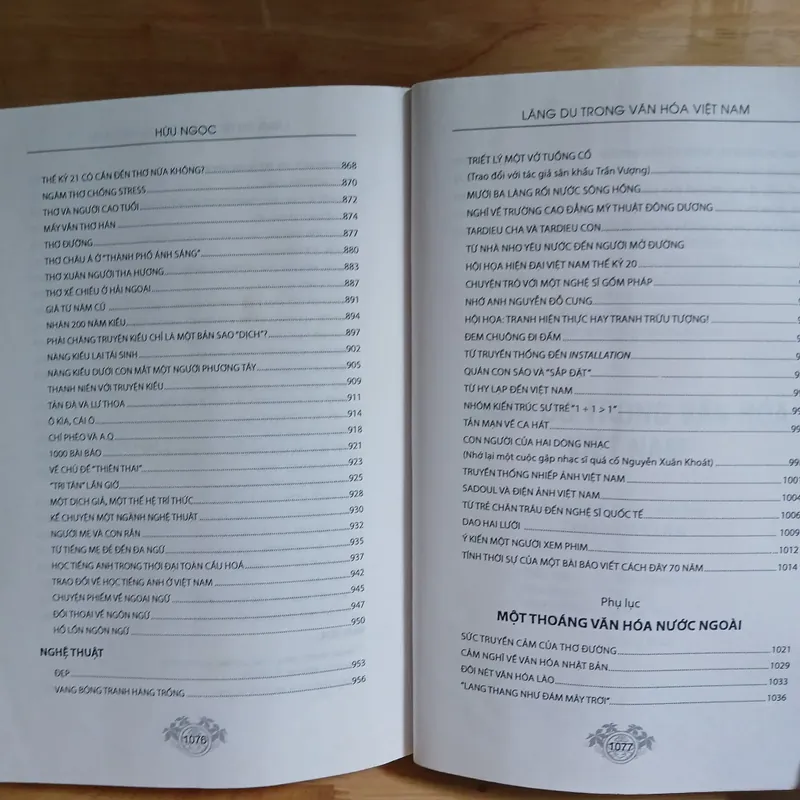 HỮU NGỌC
THẾ KỶ 21 CÓ CẦN ĐẾN THƠ NỮA KHÔNG? 868
NGÂM THƠ CHỐNG STRESS 870
THƠ VÀ NGƯỜI CAO TUỔI 872
MẤY VẦN THƠ HÀN 874
THƠ ĐƯỜNG 877
THƠ CHÂU Á Ở "THÀNH PHỐ ÁNH SÁNG" 880
THƠ XUÂN NGƯỜI THA HƯƠNG 883
THƠ XẾ CHIỀU Ở HẢI NGOẠI 887
GIÃ TỪ NĂM CŨ 891
NHÂN 200 NĂM KIỀU 894
PHẢI CHĂNG TRUYỆN KIỀU CHỈ LÀ MỘT BẢN SAO "DỊCH"? 897
NÀNG KIỀU LẠI TÁI SINH 902
NÀNG KIỀU DƯỚI CON MẮT MỘT NGƯỜI PHƯƠNG TÂY 905
THANH NIÊN VỚI TRUYỆN KIỀU 909
TẢN ĐÀ VÀ LƯ THOA 911
Ô KÌA, CÁI Ô 914
CHÍ PHÈO VÀ A.Q 918
1000 BÀI BÁO 921
VỀ CHỦ ĐỀ "THIÊN THAI" 923
"TRI TÂN" LẦN GIỞ 925
MỘT DỊCH GIẢ, MỘT THẾ HỆ TRÍ THỨC 928
KỂ CHUYỆN MỘT NGÀNH NGHỆ THUẬT 930
NGƯỜI MẸ VÀ CON RẮN 932
TỪ TIẾNG MẸ ĐẺ ĐẾN ĐA NGỮ 935
HỌC TIẾNG ANH TRONG THỜI ĐẠI TOÀN CẦU HOÁ 937
TRAO ĐỔI VỀ HỌC TIẾNG ANH Ở VIỆT NAM 942
CHUYỆN PHIẾM VỀ NGOẠI NGỮ 945
ĐỐI THOẠI VỀ NGÔN NGỮ 947
HỔ LỐN NGÔN NGỮ 950
NGHỆ THUẬT
ĐẸP 953
VANG BÓNG TRANH HÀNG TRỐNG 956
1076
LÃNG DU TRONG VĂN HÓA VIỆT NAM
TRIẾT LÝ MỘT VỞ TUỒNG CỔ
(Trao đổi với tác giả sân khấu Trần Vượng)
MƯỜI BA LÀNG RỐI NƯỚC SÔNG HỒNG
NGHĨ VỀ TRƯỜNG CAO ĐẲNG MỸ THUẬT ĐÔNG DƯƠNG
TARDIEU CHA VÀ TARDIEU CON
TỪ NHÀ NHO YÊU NƯỚC ĐẾN NGƯỜI MỞ ĐƯỜNG
HỘI HỌA HIỆN ĐẠI VIỆT NAM THẾ KỶ 20
CHUYỆN TRÒ VỚI MỘT NGHỆ SĨ GỐM PHÁP
NHỚ ANH NGUYỄN ĐỖ CUNG
HỘI HỌA: TRANH HIỆN THỰC HAY TRANH TRỪU TƯỢNG!
ĐEM CHUÔNG ĐI ĐẤM
TỪ TRUYỀN THỐNG ĐẾN INSTALLATION
QUÁN CON SÁO VÀ "SẮP ĐẶT"
TỪ HY LẠP ĐẾN VIỆT NAM
NHÓM KIẾN TRÚC SƯ TRẺ "1 + 1 > 1"
TẢN MẠN VỀ CA HÁT
CON NGƯỜI CỦA HAI DÒNG NHẠC
(Nhớ lại một cuộc gặp nhạc sĩ quá cố Nguyễn Xuân Khoát)
TRUYỀN THỐNG NHIẾP ẢNH VIỆT NAM 1001
SADOUL VÀ ĐIỆN ẢNH VIỆT NAM 1004
TỪ TRẺ CHĂN TRÂU ĐẾN NGHỆ SĨ QUỐC TẾ 1006
DAO HAI LƯỠI 1009
Ý KIẾN MỘT NGƯỜI XEM PHIM 1012
TÍNH THỜI SỰ CỦA MỘT BÀI BÁO VIẾT CÁCH ĐÂY 70 NĂM 1014
Phụ lục
MỘT THOÁNG VĂN HÓA NƯỚC NGOÀI
SỨC TRUYỀN CẢM CỦA THƠ ĐƯỜNG 1021
CẢM NGHĨ VỀ VĂN HÓA NHẬT BẢN 1029
ĐÔI NÉT VĂN HÓA LÀO 1033
"LANG THANG NHƯ ĐÁM MÂY TRỜI" 1036
1077